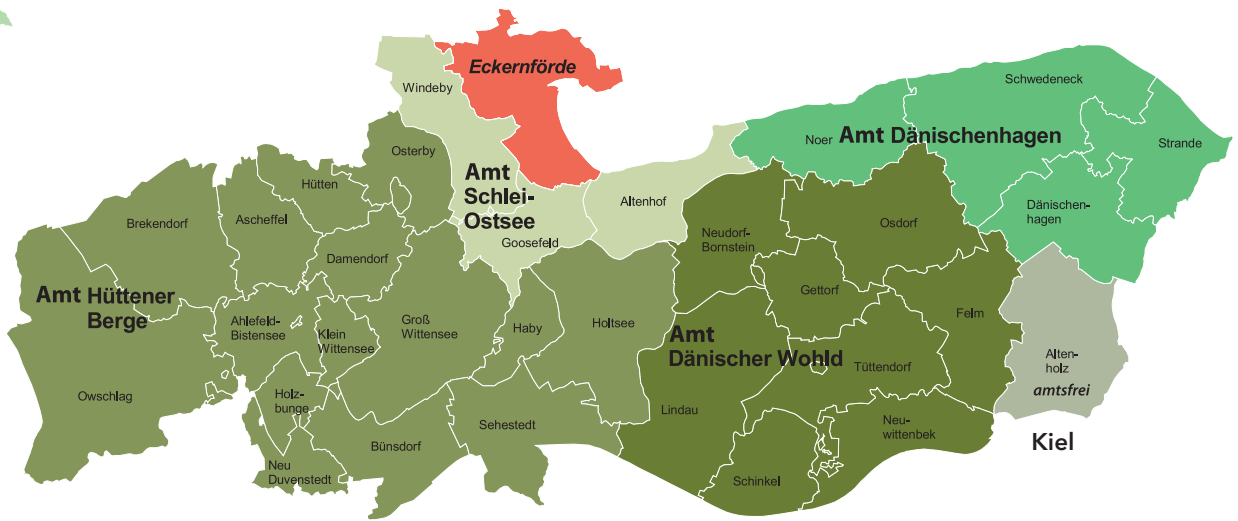 Eckernförde
Windeby
Schwedeneck
Noer
Amt Dänischenhagen
Strande
Osterby
Hütten
Amt
Schlei-
Ostsee
Altenhof
Dänischen-
hagen
Brekendorf
Ascheffel
Goosefeld
Neudorf-
Bornstein
Osdorf
Damendorf
Gettorf
Amt Hüttener
Berge
Ahlefeld-
Bistensee
Klein
Wittensee
Groß
Wittensee
Haby
Holtsee
Amt
Dänischer Wohld
Felm
Tüttendorf
Alten-
holz
amtsfrei
Owschlag
Holz-
bunge
Lindau
Sehestedt
Neu-
wittenbek
Kiel
Bünsdorf
Neu
Duvenstedt
Schinkel